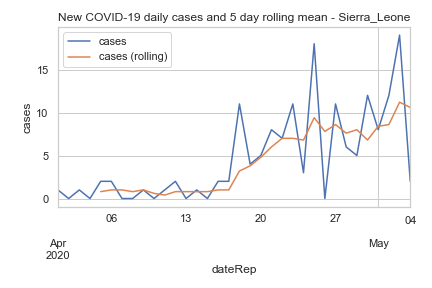 New COVID-19 daily cases and 5 day rolling mean - Sierra_Leone
cases
cases (rolling)
15
10
5
0
cases
06
13
20
27
04
Apr
2020
May
dateRep